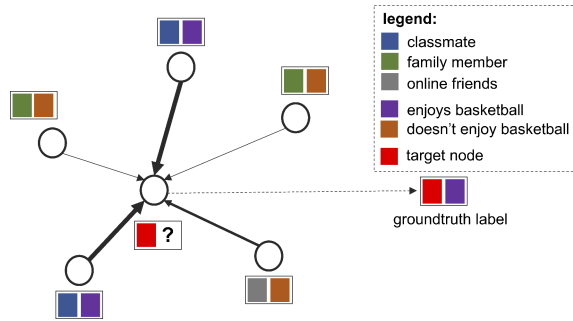 legend:
classmate
family member
online friends
enjoys basketball
doesn't enjoy basketball
target node
?
groundtruth label